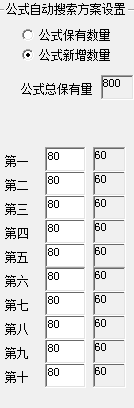 公式自动搜索方案设置
公式保有数量
公式新增数量
公式总保有量 800
第一 80 60
第二 80 60
第三 80 60
第四 80 60
第五 80 60
第六 80 60
第七 80 60
第八 80 60
第九 80 60
第十 80 60